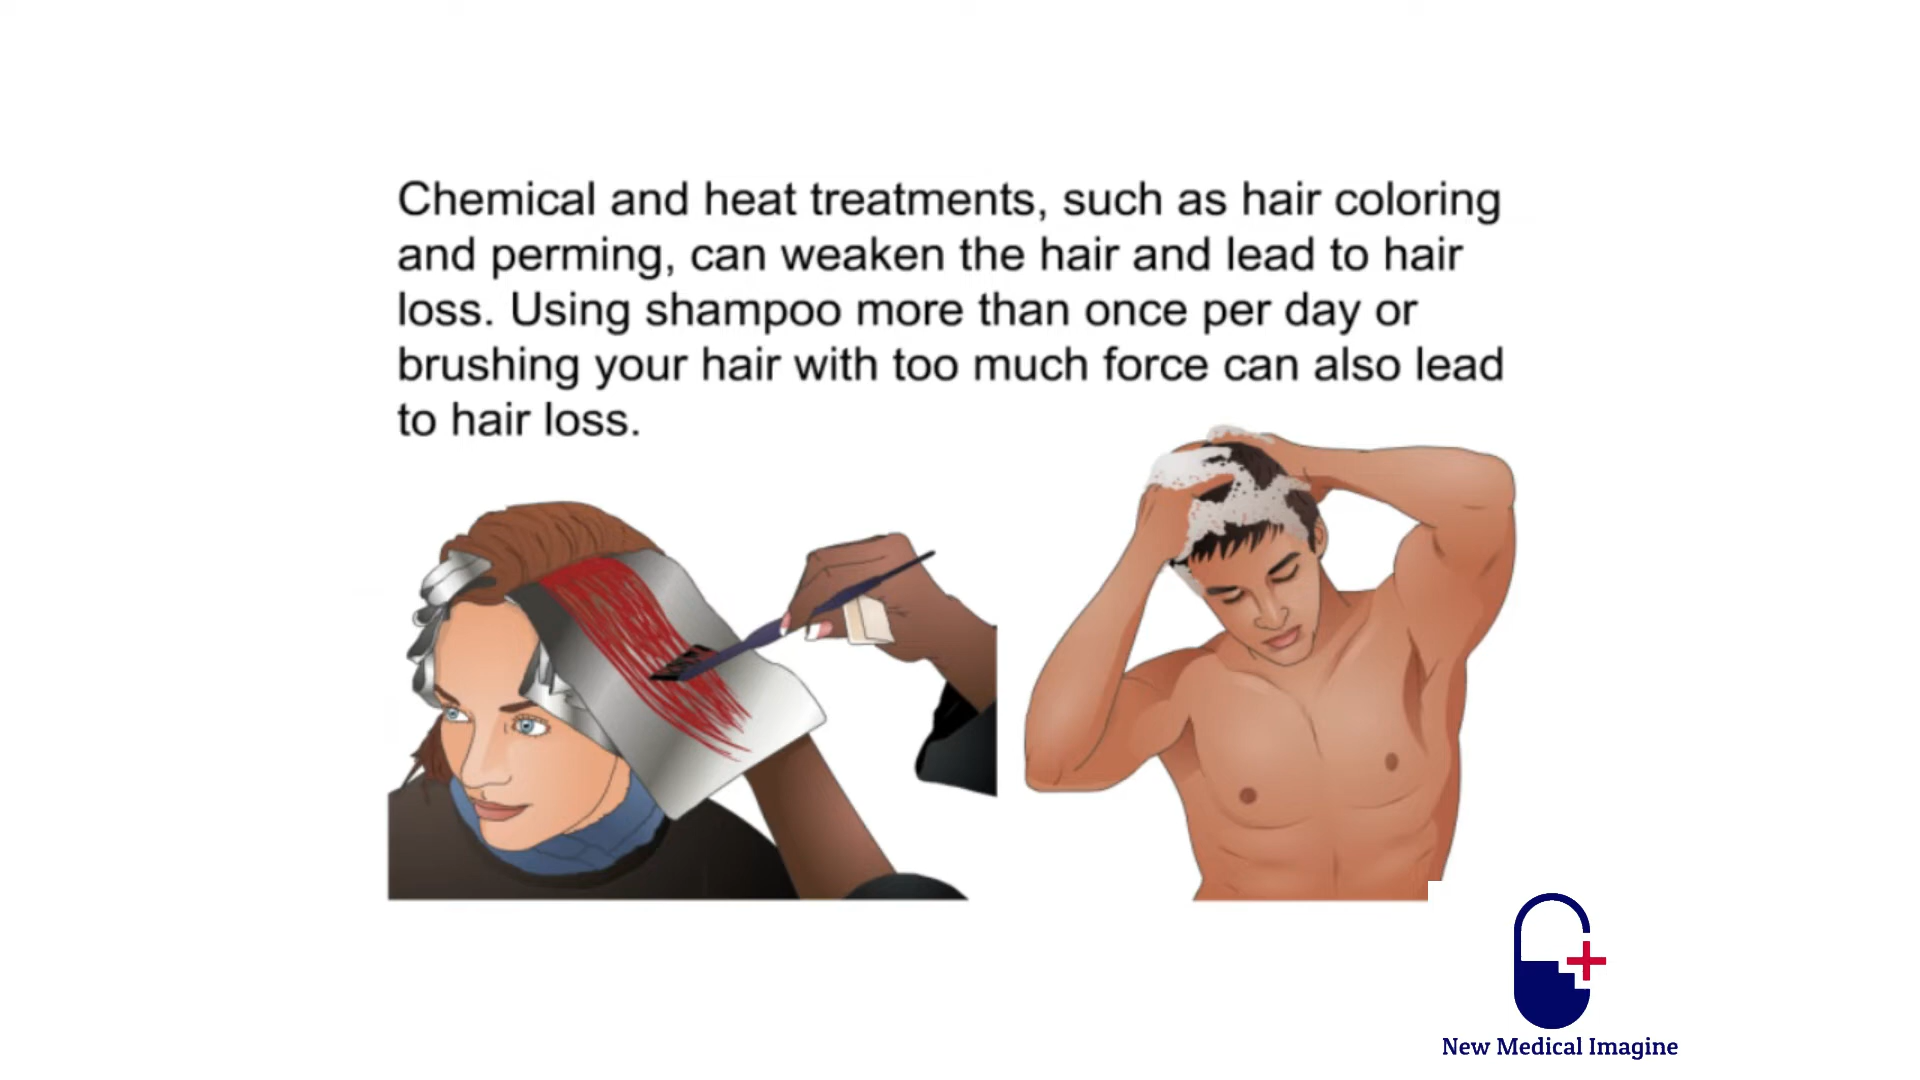 Chemical and heat treatments, such as hair coloring
and perming, can weaken the hair and lead to hair
loss. Using shampoo more than once per day or
brushing your hair with too much force can also lead
to hair loss.
New Medical Imagine